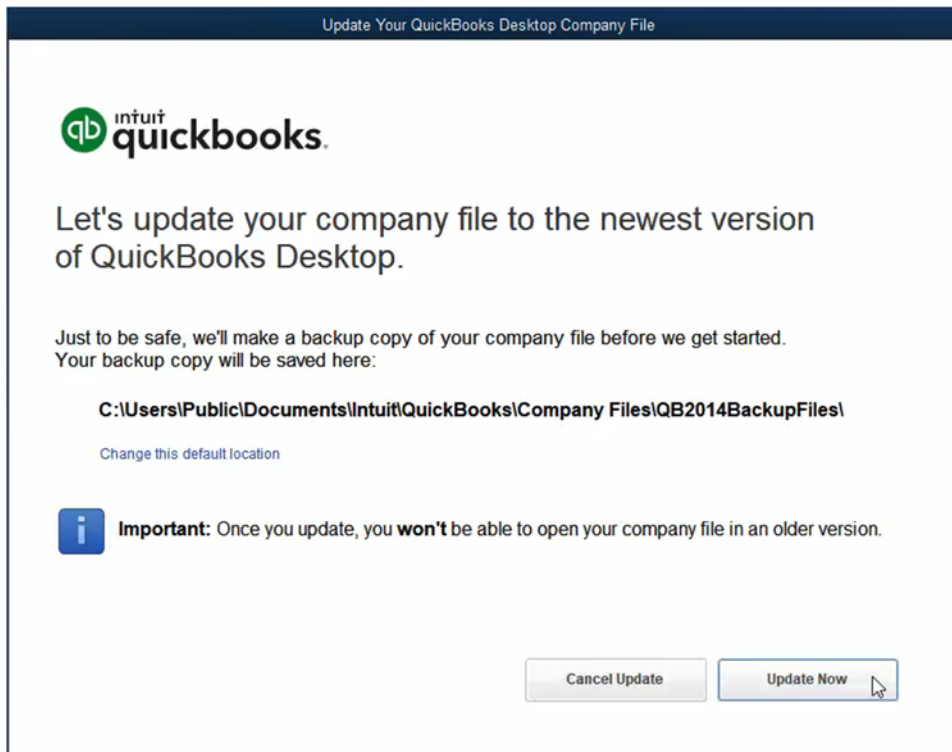 Update Your QuickBooks Desktop Company File
qb intuit
quickbooks.
Let's update your company file to the newest version
of QuickBooks Desktop.
Just to be safe, we'll make a backup copy of your company file before we get started.
Your backup copy will be saved here:
C:\Users\Public\Documents\Intuit\QuickBooks\Company Files\QB2014BackupFiles\
Change this default location
i Important: Once you update, you won't be able to open your company file in an older version.
Cancel Update Update Now